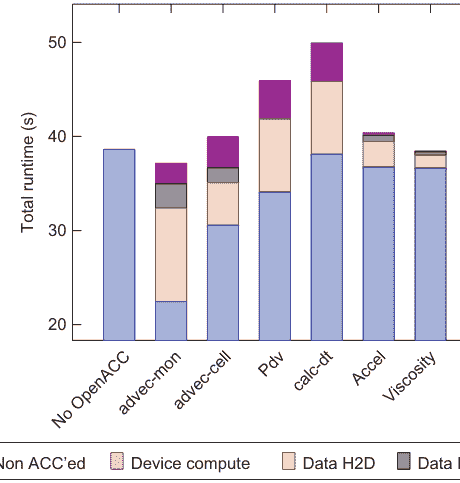 Total runtime (s)
50
40
30
20
No OpenACC
advec-mon
advec-cell
Pdv
calc-dt
Accel
Viscosity
Non ACC'ed
Device compute
Data H2D
Data